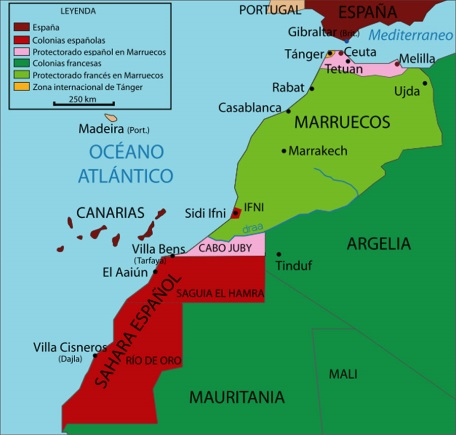 LEYENDA
España
Colonias españolas
Protectorado español en Marruecos
Colonias francesas
Protectorado francés en Marruecos
Zona internacional de Tánger
250 km
PORTUGAL
ESPAÑA
Gibraltar (Brit.)
Mediterraneo
Tánger
Ceuta
Tetuan
Melilla
Rabat
Ujda
Casablanca
MARRUECOS
Madeira (Port.)
OCÉANO
ATLÁNTICO
Marrakech
CANARIAS
Sidi Ifni
IFNI
draa
ARGELIA
Villa Bens
(Tarfaya)
CABO JUBY
Tinduf
El Aaiún
SAGUIA EL HAMRA
SAHARA ESPAÑOL
Villa Cisneros
(Dajla)
RÍO DE ORO
MALI
MAURITANIA